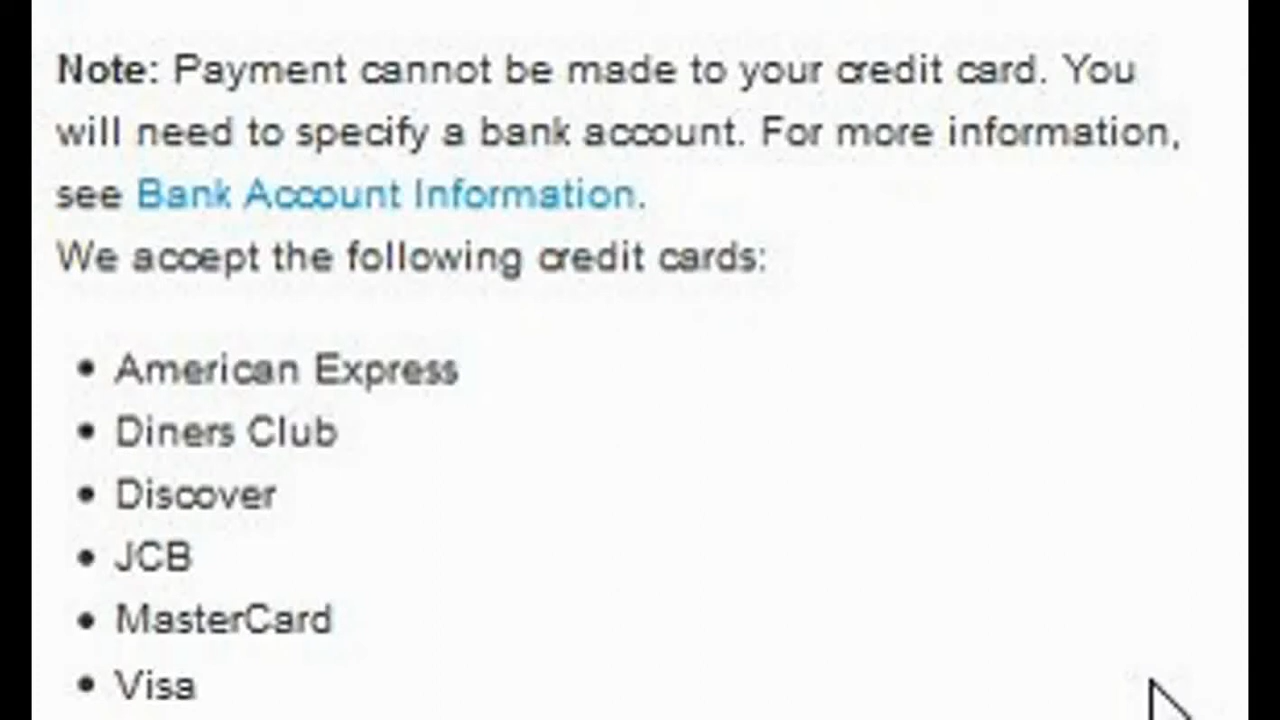 Note: Payment cannot be made to your credit card. You
will need to specify a bank account. For more information,
see Bank Account Information.
We accept the following credit cards:
• American Express
• Diners Club
• Discover
• JCB
• MasterCard
• Visa